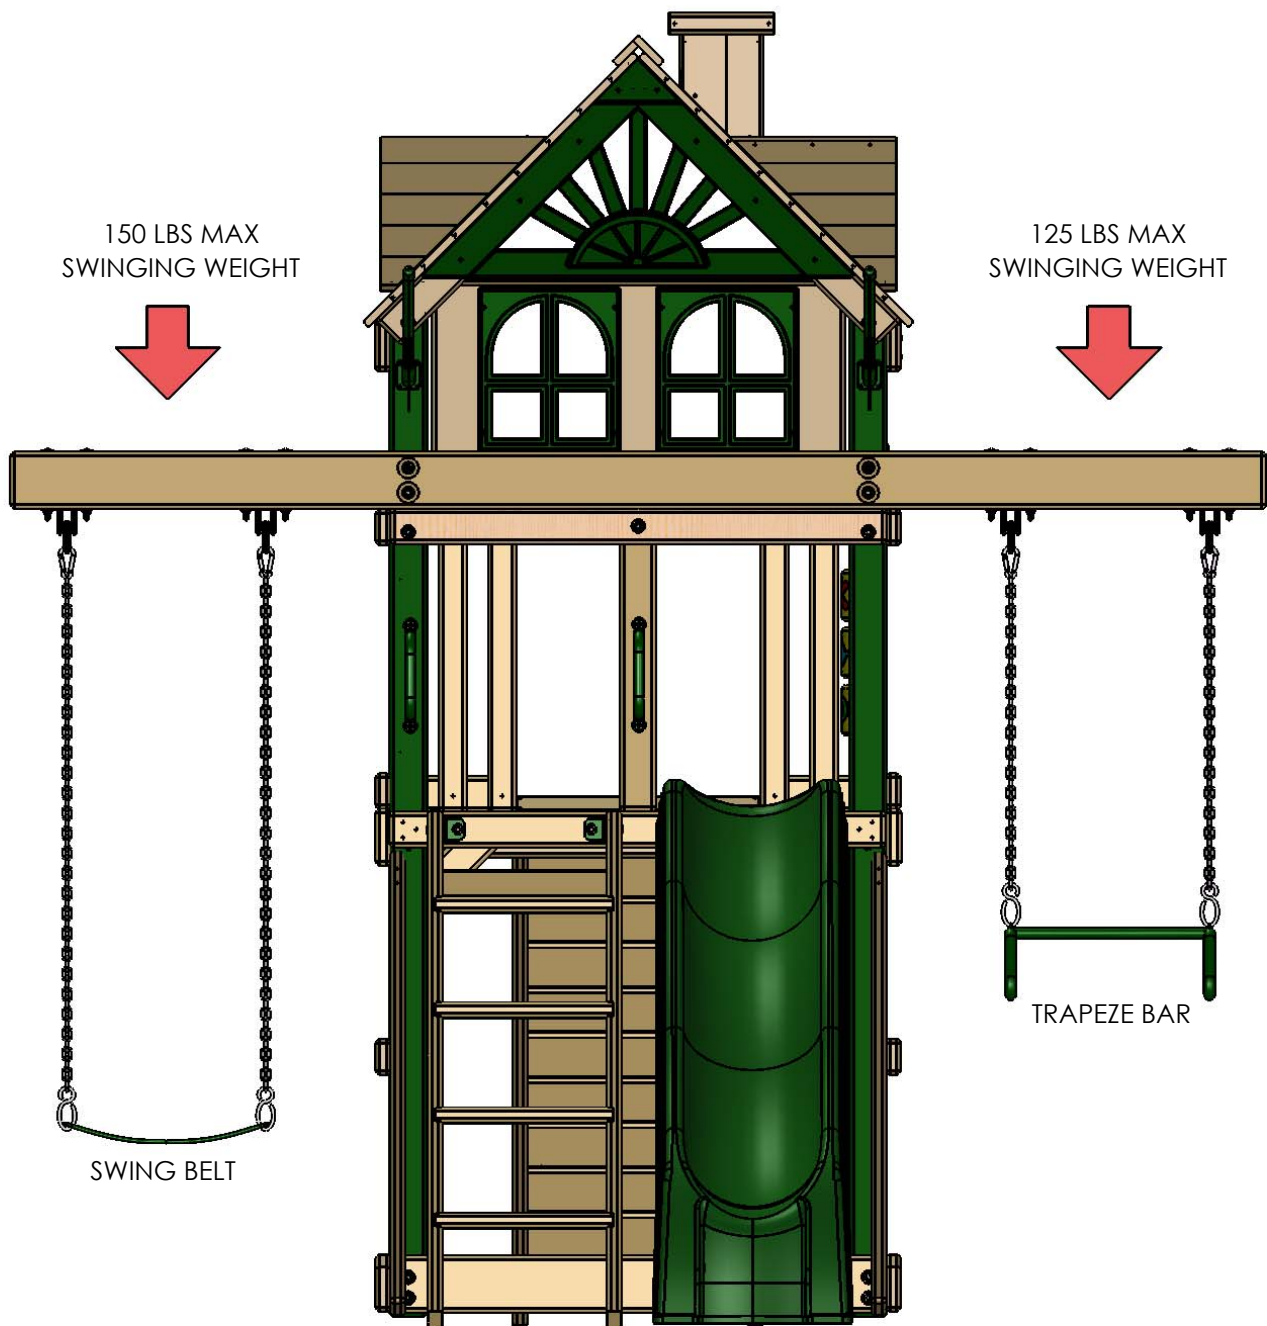 150 LBS MAX
SWINGING WEIGHT
125 LBS MAX
SWINGING WEIGHT
TRAPEZE BAR
SWING BELT